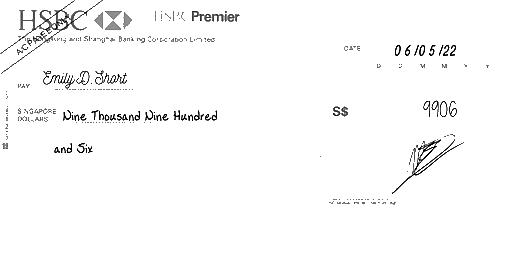 HSBC HSBC Premier
The Hongkong and Shanghai Banking Corporation Limited
A/C PAYEE ONLY
DATE 06/05/22
D D M M Y Y
PAY Emily D. Short
SINGAPORE DOLLARS Nine Thousand Nine Hundred
S$ 9906
and Six